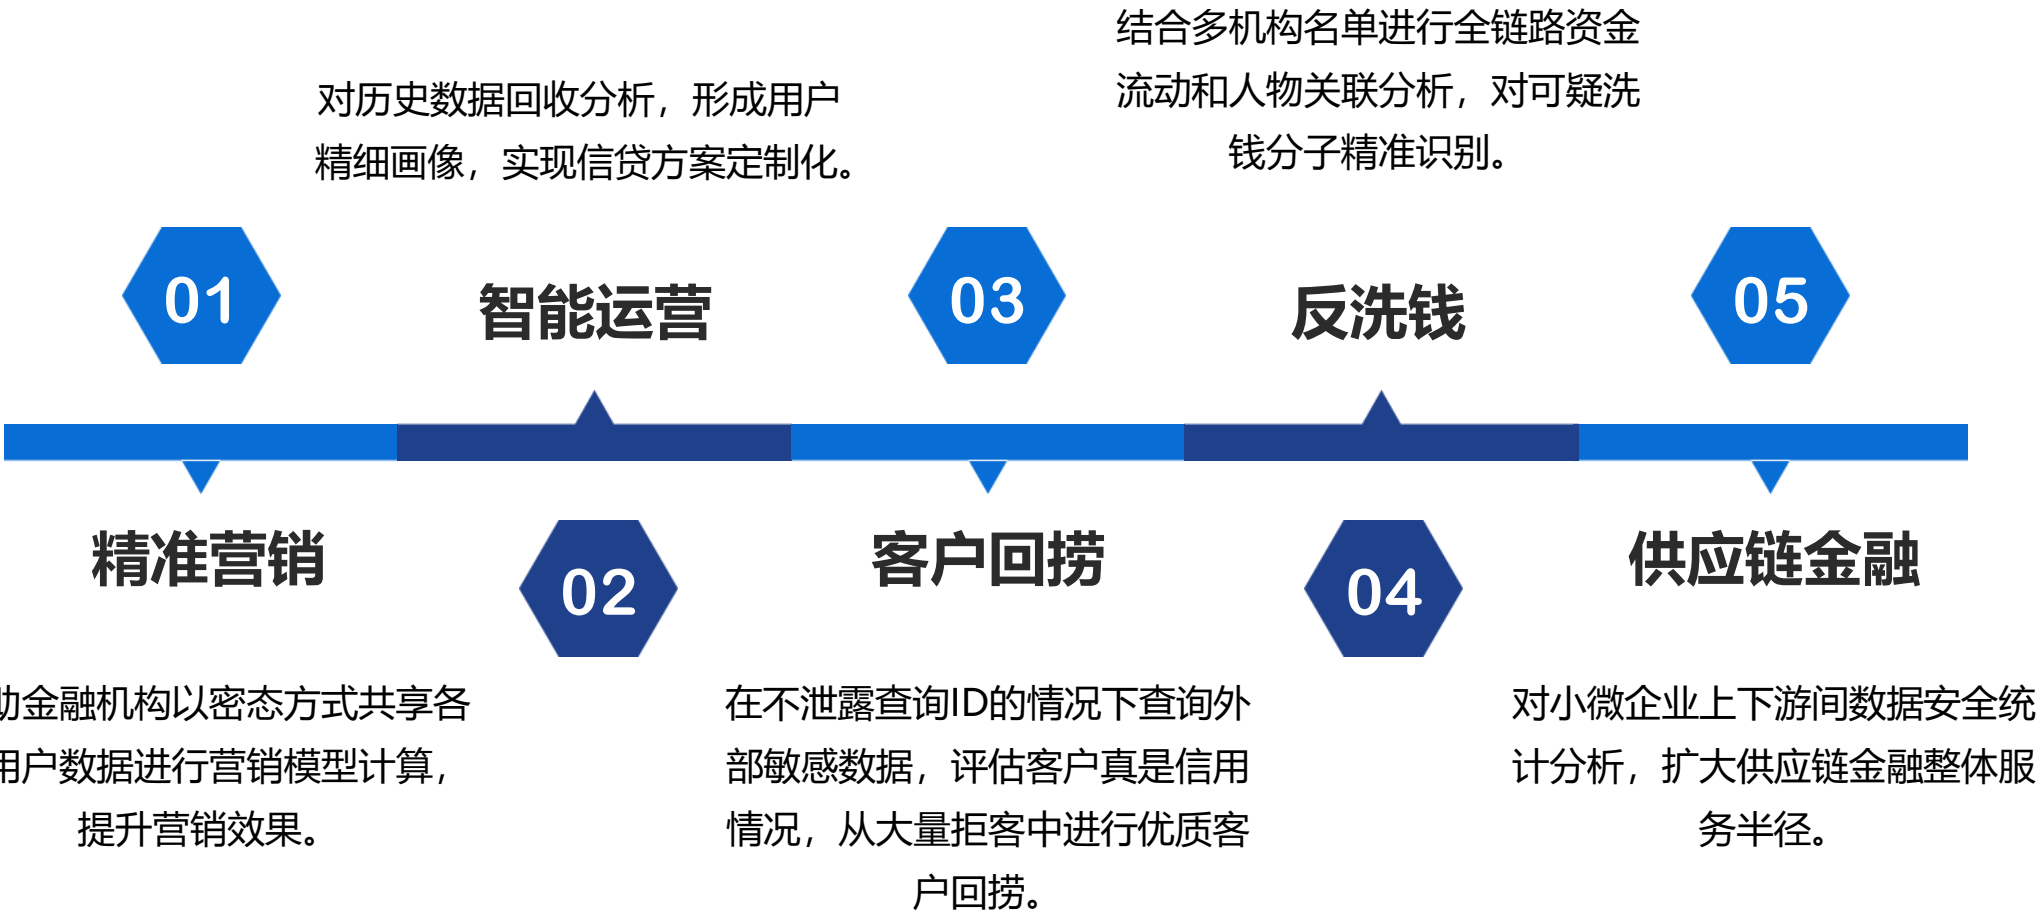 结合多机构名单进行全链路资金
流动和人物关联分析，对可疑洗
钱分子精准识别。
对历史数据回收分析，形成用户
精细画像，实现信贷方案定制化。
01
智能运营
03
反洗钱
05
精准营销
02
客户回捞
04
供应链金融
助金融机构以密态方式共享各
用户数据进行营销模型计算，
提升营销效果。
在不泄露查询ID的情况下查询外
部敏感数据，评估客户真是信用
情况，从大量拒客中进行优质客
户回捞。
对小微企业上下游间数据安全统
计分析，扩大供应链金融整体服
务半径。